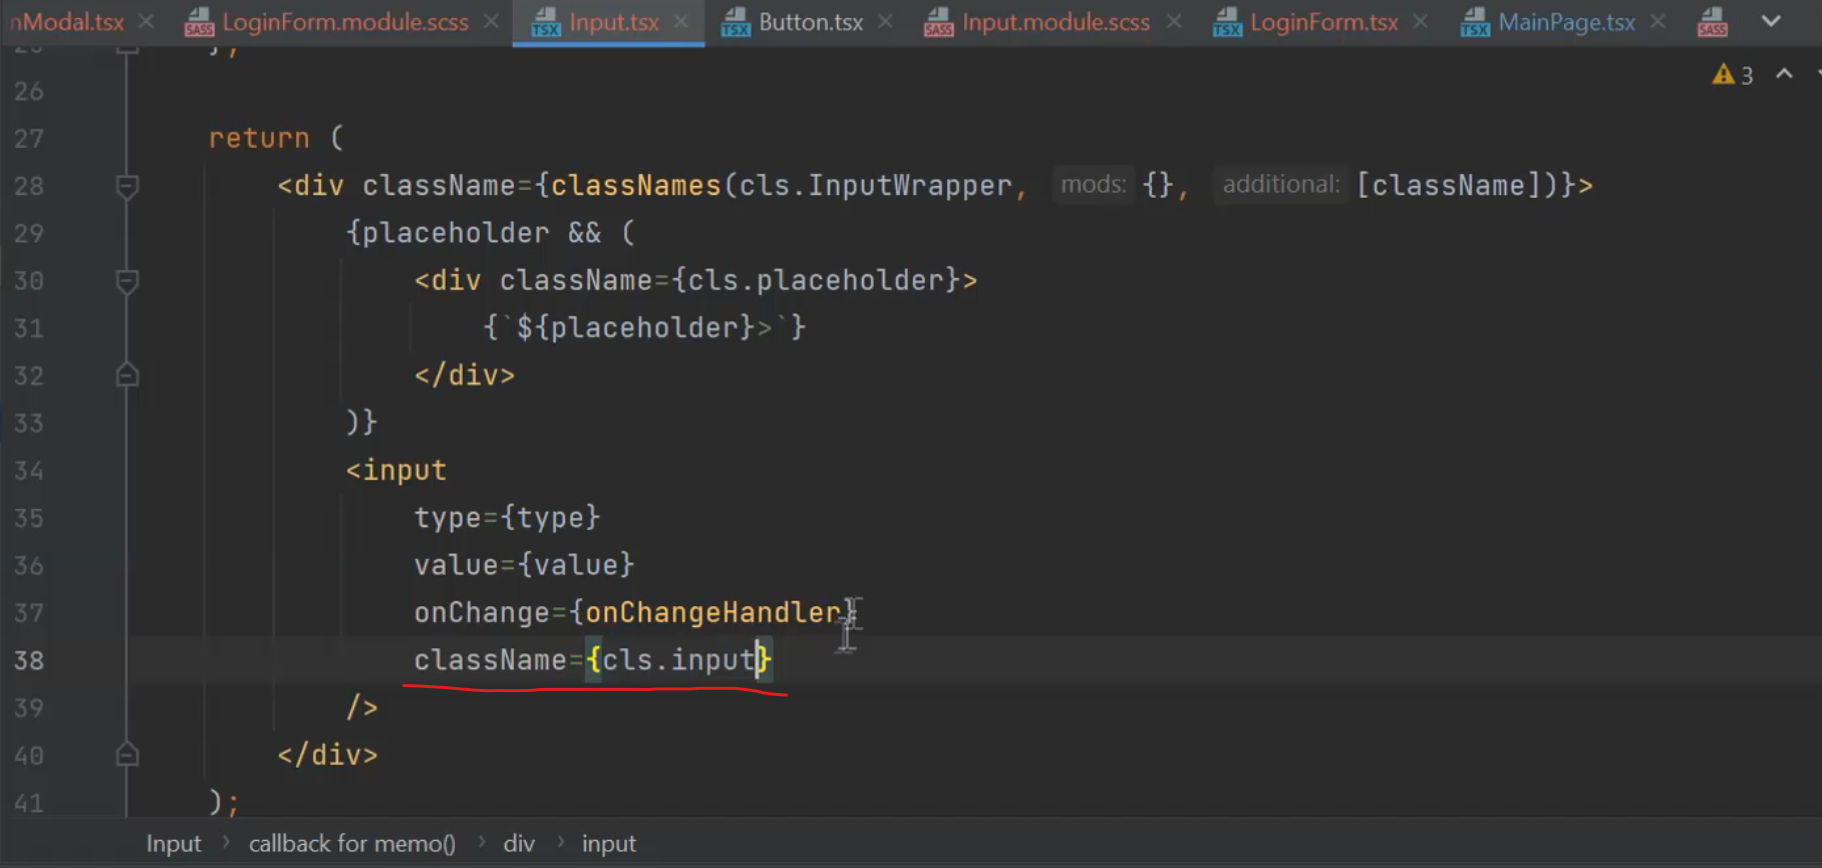 nModal.tsx LoginForm.module.scss Input.tsx Button.tsx Input.module.scss LoginForm.tsx MainPage.tsx
3
26
27 return (
28 <div className={classNames(cls.InputWrapper, mods: {}, additional: [className])}>
29 {placeholder && (
30 <div className={cls.placeholder}>
31 {`${placeholder}>`}
32 </div>
33 )}
34 <input
35 type={type}
36 value={value}
37 onChange={onChangeHandler}
38 className={cls.input}
39 />
40 </div>
41 );
Input > callback for memo() > div > input